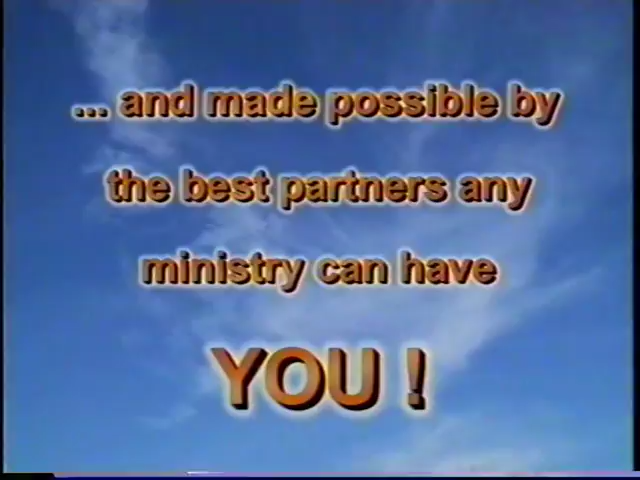 ... and made possible by
the best partners any
ministry can have
YOU !